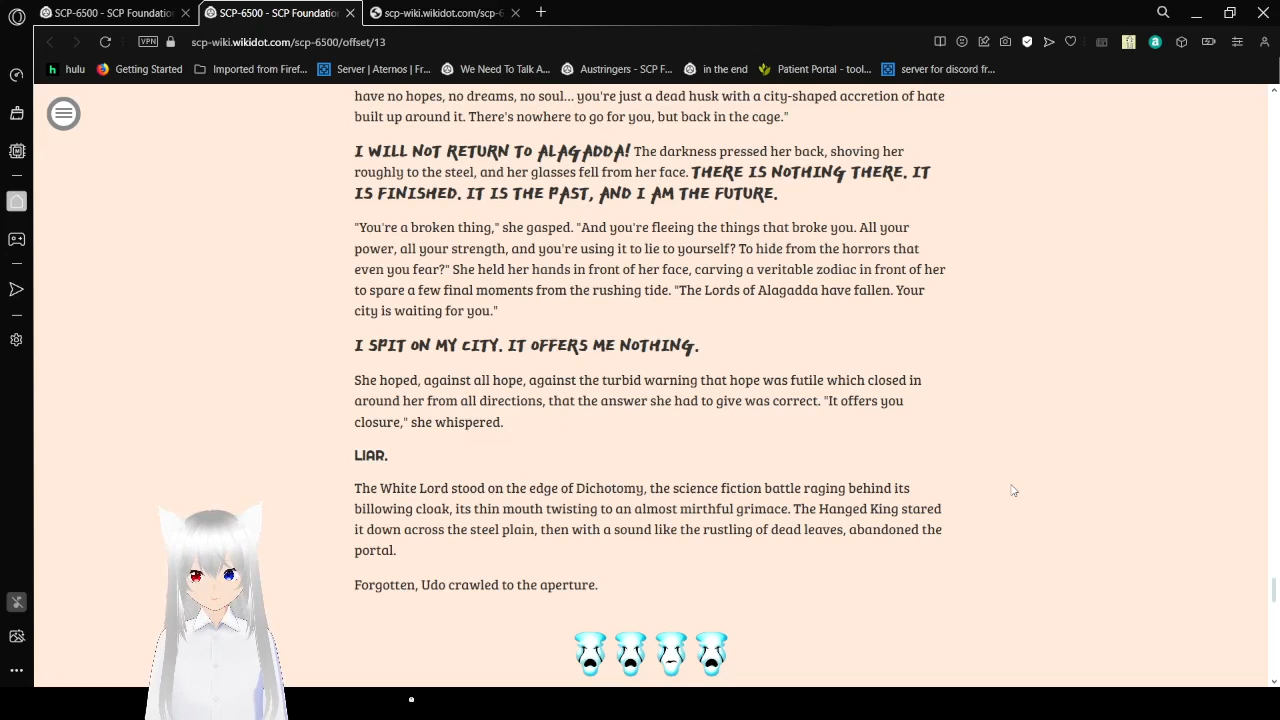 SCP-6500 - SCP Foundation
SCP-6500 - SCP Foundation
scp-wiki.wikidot.com/scp-6
VPN
scp-wiki.wikidot.com/scp-6500/offset/13
hulu
Getting Started
Imported from Firef...
Server | Aternos | Fr...
We Need To Talk A...
Austringers - SCP F...
in the end
Patient Portal - tool...
server for discord fr...
have no hopes, no dreams, no soul... you're just a dead husk with a city-shaped accretion of hate
built up around it. There's nowhere to go for you, but back in the cage."
I WILL NOT RETURN TO ALAGADDA! The darkness pressed her back, shoving her
roughly to the steel, and her glasses fell from her face. THERE IS NOTHING THERE. IT
IS FINISHED. IT IS THE PAST, AND I AM THE FUTURE.
"You're a broken thing," she gasped. "And you're fleeing the things that broke you. All your
power, all your strength, and you're using it to lie to yourself? To hide from the horrors that
even you fear?" She held her hands in front of her face, carving a veritable zodiac in front of her
to spare a few final moments from the rushing tide. "The Lords of Alagadda have fallen. Your
city is waiting for you."
I SPIT ON MY CITY. IT OFFERS ME NOTHING.
She hoped, against all hope, against the turbid warning that hope was futile which closed in
around her from all directions, that the answer she had to give was correct. "It offers you
closure," she whispered.
LIAR.
The White Lord stood on the edge of Dichotomy, the science fiction battle raging behind its
billowing cloak, its thin mouth twisting to an almost mirthful grimace. The Hanged King stared
it down across the steel plain, then with a sound like the rustling of dead leaves, abandoned the
portal.
Forgotten, Udo crawled to the aperture.